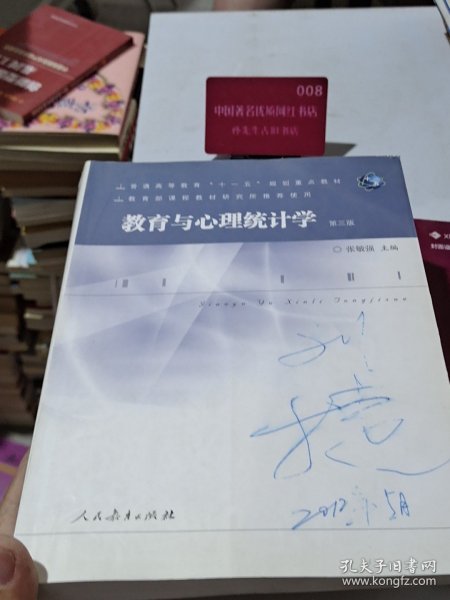 008
中国著名优质网红书店
孙先生古旧书店
普通高等教育"十一五"规划重点教材
教育部课程教材研究所推荐使用
教育与心理统计学 第三版
张敏强 主编
Jiaoyu Yu Xinli Tongjixue
2012年5月
人民教育出版社
孔夫子旧书网
www.kongfz.com